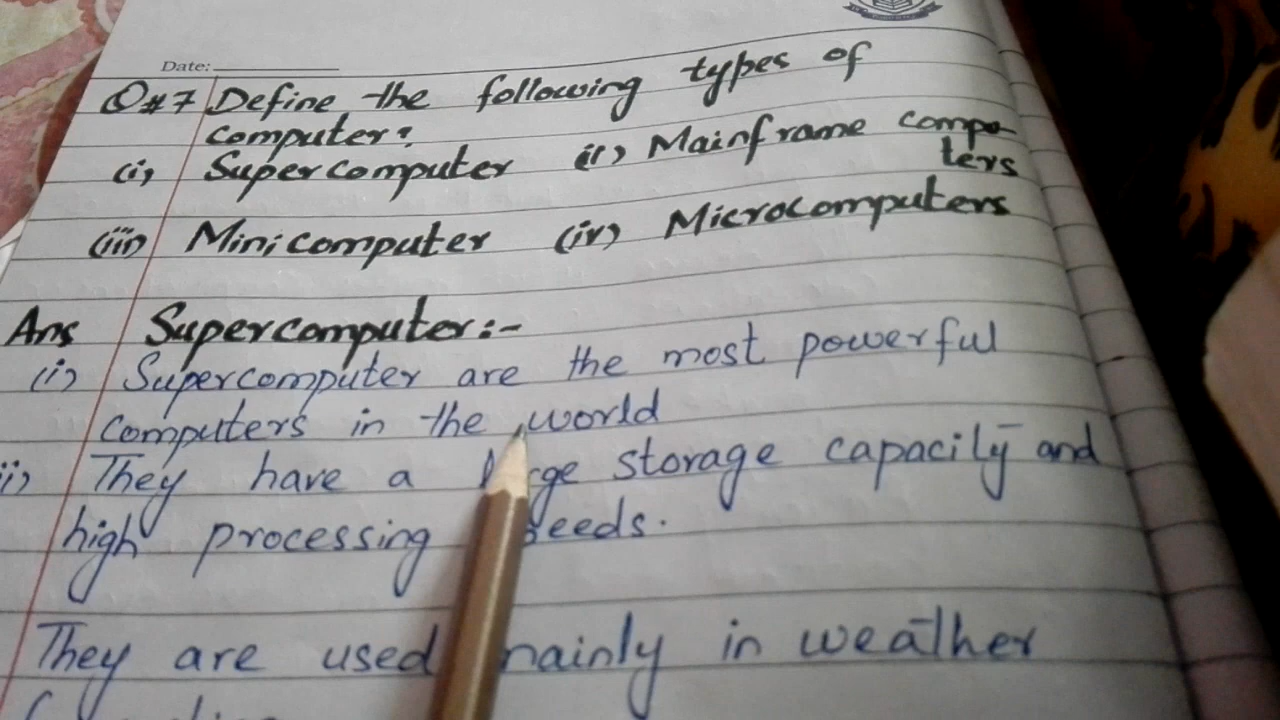 Date:
Q#7 Define the following types of
computer?
(i) Supercomputer (ii) Mainframe compu-
ters
(iii) Minicomputer (iv) Microcomputers
Ans Supercomputer:-
(i) Supercomputer are the most powerful
computers in the world
ii) They have a large storage capacity and
high processing speeds.
They are used mainly in weather